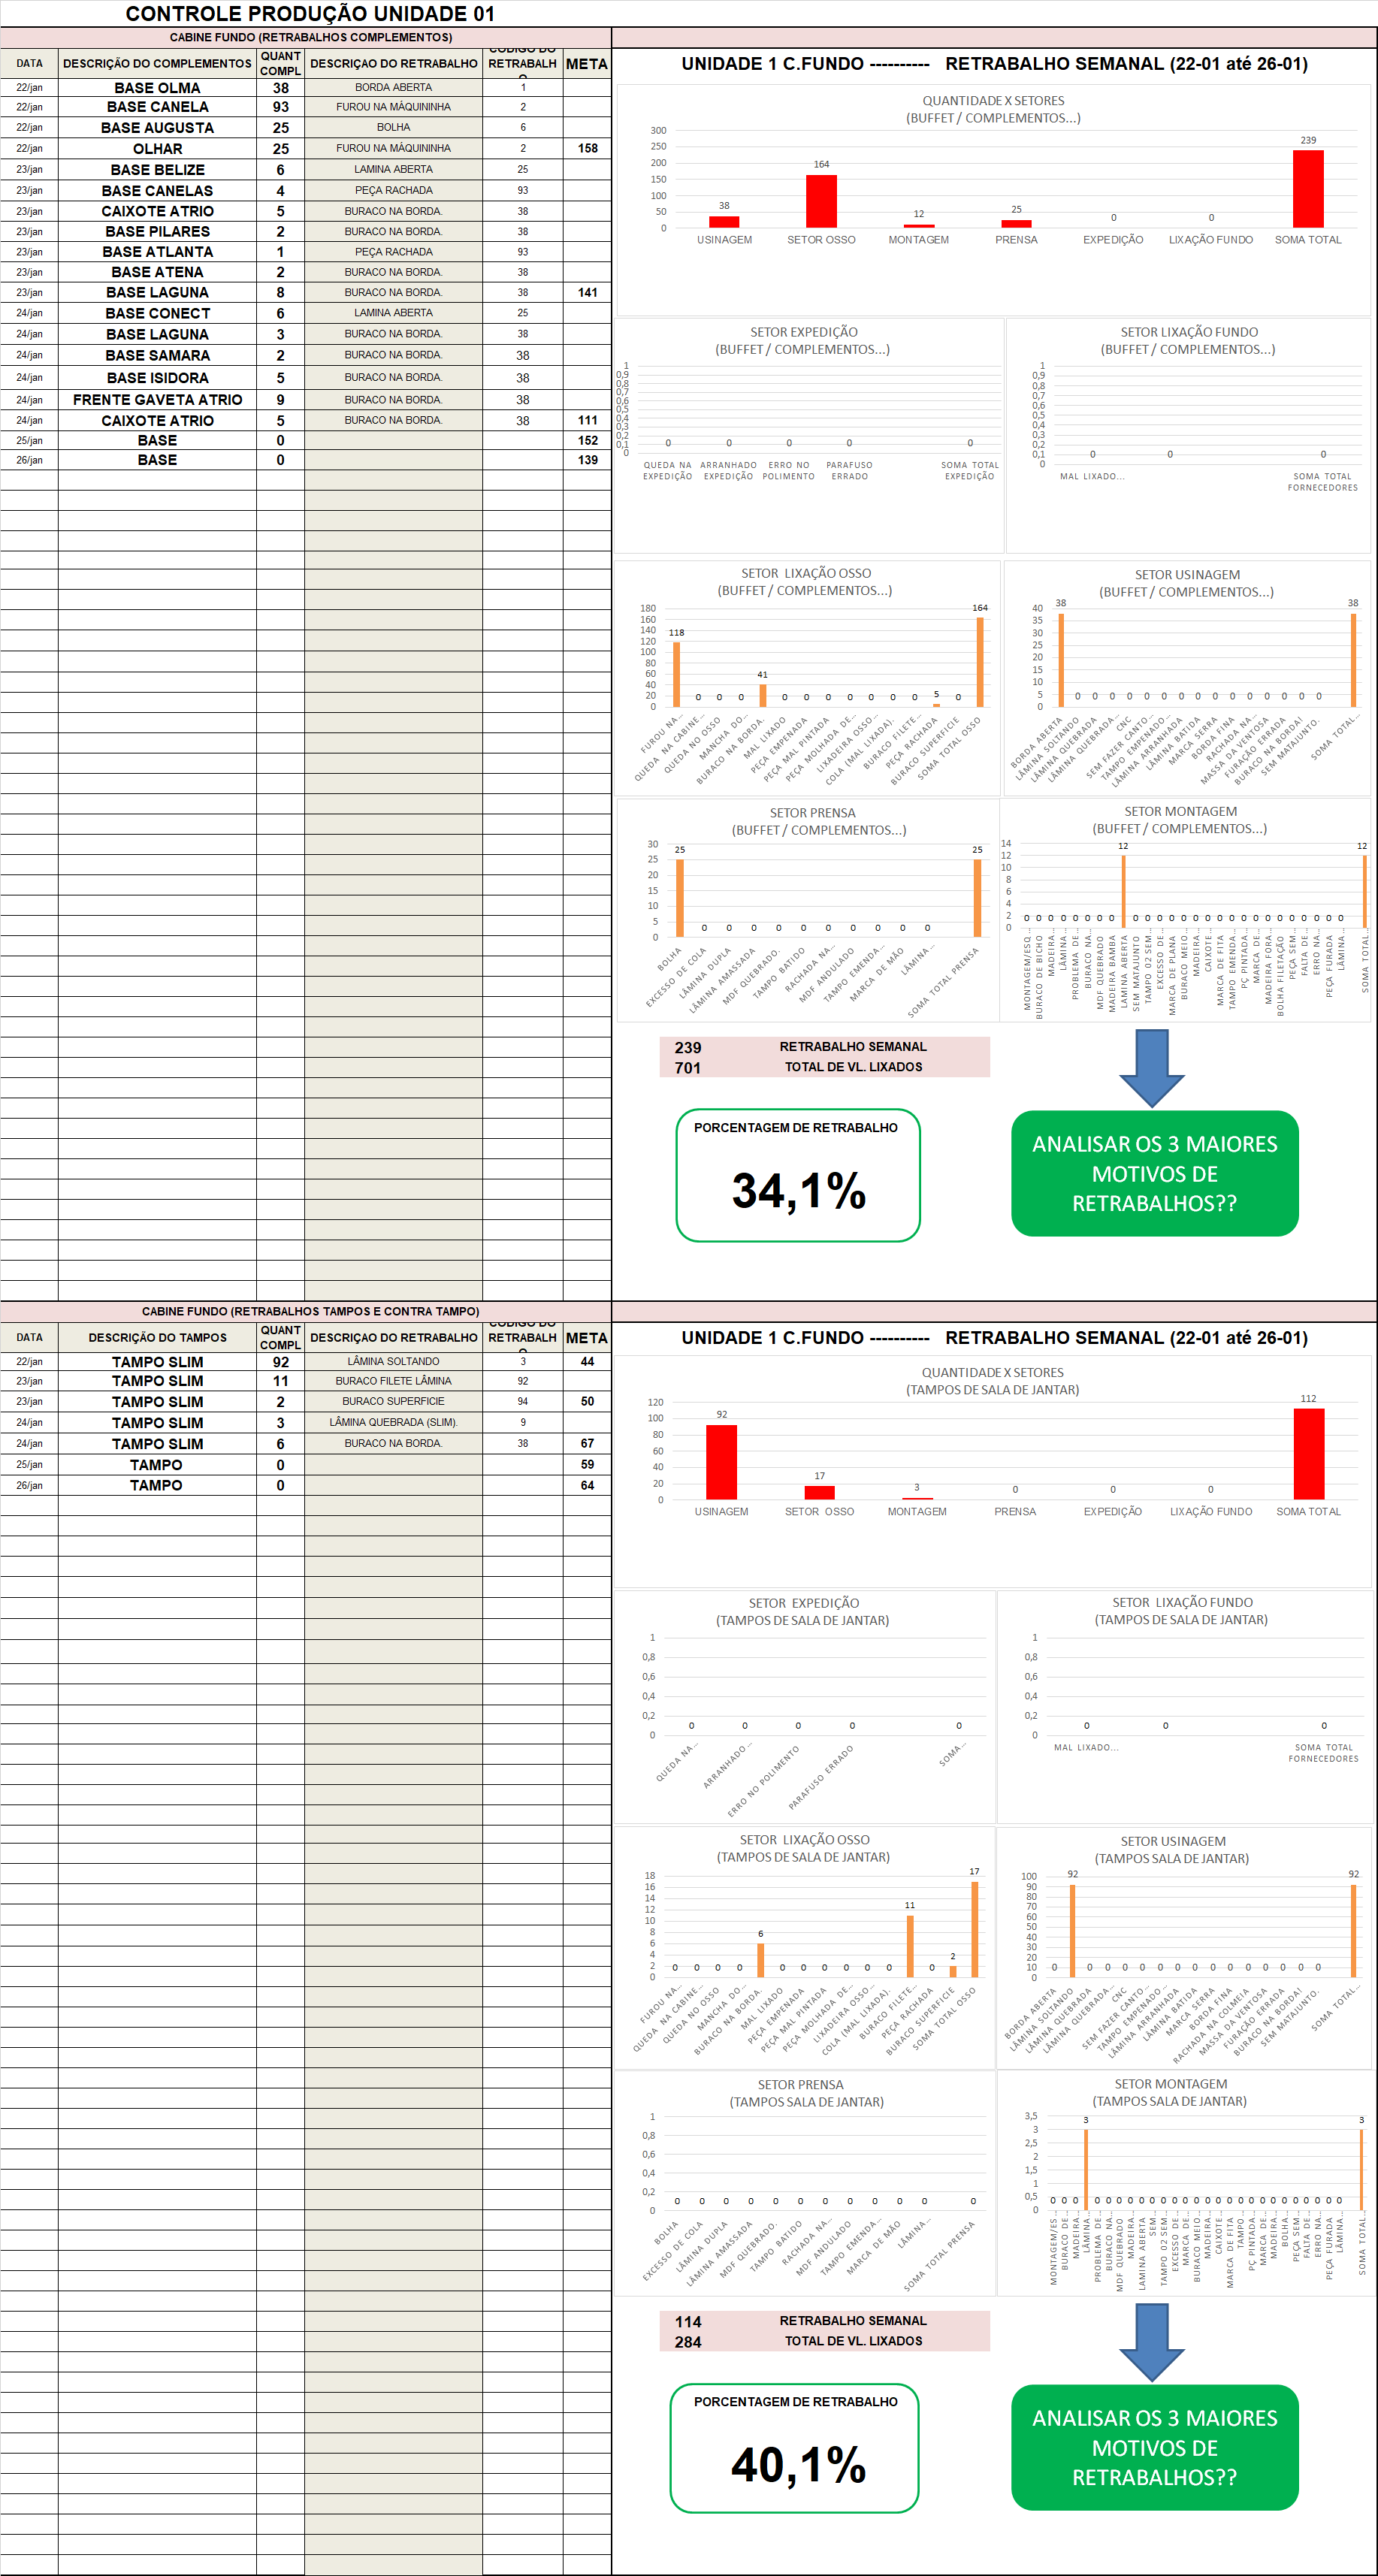 CONTROLE PRODUÇÃO UNIDADE 01
CABINE FUNDO (RETRABALHOS COMPLEMENTOS)
DATA DESCRIÇÃO DO COMPLEMENTOS QUANT COMPL DESCRIÇAO DO RETRABALHO CODIGO DO RETRABALHO META
22/jan BASE OLMA 38 BORDA ABERTA 1
22/jan BASE CANELA 93 FUROU NA MÁQUININHA 2
22/jan BASE AUGUSTA 25 BOLHA 6
22/jan OLHAR 25 FUROU NA MÁQUININHA 2 158
23/jan BASE BELIZE 6 LAMINA ABERTA 25
23/jan BASE CANELAS 4 PEÇA RACHADA 93
23/jan CAIXOTE ATRIO 5 BURACO NA BORDA. 38
23/jan BASE PILARES 2 BURACO NA BORDA. 38
23/jan BASE ATLANTA 1 PEÇA RACHADA 93
23/jan BASE ATENA 2 BURACO NA BORDA. 38
23/jan BASE LAGUNA 8 BURACO NA BORDA. 38 141
24/jan BASE CONECT 6 LAMINA ABERTA 25
24/jan BASE LAGUNA 3 BURACO NA BORDA. 38
24/jan BASE SAMARA 2 BURACO NA BORDA. 38
24/jan BASE ISIDORA 5 BURACO NA BORDA. 38
24/jan FRENTE GAVETA ATRIO 9 BURACO NA BORDA. 38
24/jan CAIXOTE ATRIO 5 BURACO NA BORDA. 38 111
25/jan BASE 0 152
26/jan BASE 0 139
UNIDADE 1 C.FUNDO ---------- RETRABALHO SEMANAL (22-01 até 26-01)
QUANTIDADE X SETORES
(BUFFET / COMPLEMENTOS...)
300
250
200
150
100
50
0
38 164 12 25 0 0 239
USINAGEM SETOR OSSO MONTAGEM PRENSA EXPEDIÇÃO LIXAÇÃO FUNDO SOMA TOTAL
SETOR EXPEDIÇÃO
(BUFFET / COMPLEMENTOS...)
1
0,9
0,8
0,7
0,6
0,5
0,4
0,3
0,2
0,1
0
0 0 0 0 0
QUEDA NA EXPEDIÇÃO ARRANHADO EXPEDIÇÃO ERRO NO POLIMENTO PARAFUSO ERRADO SOMA TOTAL EXPEDIÇÃO
SETOR LIXAÇÃO FUNDO
(BUFFET / COMPLEMENTOS...)
1
0,9
0,8
0,7
0,6
0,5
0,4
0,3
0,2
0,1
0
0 0 0
MAL LIXADO... SOMA TOTAL FORNECEDORES
SETOR LIXAÇÃO OSSO
(BUFFET / COMPLEMENTOS...)
180
160
140
120
100
80
60
40
20
0
118 0 0 0 41 0 0 0 0 0 0 0 5 0 164
FUROU NA... QUEDA NA CABINE... QUEDA NO OSSO MANCHA DO... BURACO NA BORDA. MAL LIXADO PEÇA EMPENADA PEÇA MAL PINTADA PEÇA MOLHADA DE... LIXADEIRA OSSO... COLA (MAL LIXADA). BURACO FILETE... PEÇA RACHADA BURACO SUPERFICIE SOMA TOTAL OSSO
SETOR USINAGEM
(BUFFET / COMPLEMENTOS...)
40
35
30
25
20
15
10
5
0
38 0 0 0 0 0 0 0 0 0 0 0 0 0 0 0 38
BORDA ABERTA LÂMINA SOLTANDO LÂMINA QUEBRADA LÂMINA QUEBRADA... CNC SEM FAZER CANTO... TAMPO EMPENADO... LÂMINA ARRANHADA LÂMINA BATIDA MARCA SERRA BORDA FINA RACHADA NA... MASSA DA VENTOSA FURAÇÃO ERRADA BURACO NA BORDA! SEM MATAJUNTO. SOMA TOTAL...
SETOR PRENSA
(BUFFET / COMPLEMENTOS...)
30
25
20
15
10
5
0
25 0 0 0 0 0 0 0 0 0 0 25
BOLHA EXCESSO DE COLA LÂMINA DUPLA LÂMINA AMASSADA MDF QUEBRADO. TAMPO BATIDO RACHADA NA... MDF ANDULADO TAMPO EMENDA... MARCA DE MÃO LÂMINA... SOMA TOTAL PRENSA
SETOR MONTAGEM
(BUFFET / COMPLEMENTOS...)
14
12
10
8
6
4
2
0
0 0 0 0 0 0 0 0 12 0 0 0 0 0 0 0 0 0 0 0 0 0 0 0 0 0 0 12
MONTAGEM/ESQ... BURACO DE BICHO MADEIRA... LÂMINA... PROBLEMA DE... BURACO NA... MDF QUEBRADO MADEIRA BAMBA LAMINA ABERTA SEM MATAJUNTO TAMPO 02 SEM... EXCESSO DE... MARCA DE PLANA BURACO MEIO... MADEIRA... CAIXOTE... MARCA DE FITA TAMPO EMENDA... PÇ PINTADA... MARCA DE... MADEIRA FORA... BOLHA FILETAÇÃO PEÇA SEM... FALTA DE... ERRO NA... PEÇA FURADA LÂMINA... SOMA TOTAL...
239 RETRABALHO SEMANAL
701 TOTAL DE VL. LIXADOS
PORCENTAGEM DE RETRABALHO
34,1%
ANALISAR OS 3 MAIORES
MOTIVOS DE
RETRABALHOS??
CABINE FUNDO (RETRABALHOS TAMPOS E CONTRA TAMPO)
DATA DESCRIÇÃO DO TAMPOS QUANT COMPL DESCRIÇAO DO RETRABALHO CODIGO DO RETRABALHO META
22/jan TAMPO SLIM 92 LÂMINA SOLTANDO 3 44
23/jan TAMPO SLIM 11 BURACO FILETE LÂMINA 92
23/jan TAMPO SLIM 2 BURACO SUPERFICIE 94 50
24/jan TAMPO SLIM 3 LÂMINA QUEBRADA (SLIM). 9
24/jan TAMPO SLIM 6 BURACO NA BORDA. 38 67
25/jan TAMPO 0 59
26/jan TAMPO 0 64
UNIDADE 1 C.FUNDO ---------- RETRABALHO SEMANAL (22-01 até 26-01)
QUANTIDADE X SETORES
(TAMPOS DE SALA DE JANTAR)
120
100
80
60
40
20
0
92 17 3 0 0 0 112
USINAGEM SETOR OSSO MONTAGEM PRENSA EXPEDIÇÃO LIXAÇÃO FUNDO SOMA TOTAL
SETOR EXPEDIÇÃO
(TAMPOS DE SALA DE JANTAR)
1
0,8
0,6
0,4
0,2
0
0 0 0 0 0
QUEDA NA... ARRANHADO... ERRO NO POLIMENTO PARAFUSO ERRADO SOMA...
SETOR LIXAÇÃO FUNDO
(TAMPOS DE SALA DE JANTAR)
1
0,8
0,6
0,4
0,2
0
0 0 0
MAL LIXADO... SOMA TOTAL FORNECEDORES
SETOR LIXAÇÃO OSSO
(TAMPOS DE SALA DE JANTAR)
18
16
14
12
10
8
6
4
2
0
0 0 0 0 6 0 0 0 0 0 0 11 0 2 17
FUROU NA... QUEDA NA CABINE... QUEDA NO OSSO MANCHA DO... BURACO NA BORDA. MAL LIXADO PEÇA EMPENADA PEÇA MAL PINTADA PEÇA MOLHADA DE... LIXADEIRA OSSO... COLA (MAL LIXADA). BURACO FILETE... PEÇA RACHADA BURACO SUPERFICIE SOMA TOTAL OSSO
SETOR USINAGEM
(TAMPOS SALA DE JANTAR)
100
90
80
70
60
50
40
30
20
10
0
0 92 0 0 0 0 0 0 0 0 0 0 0 0 0 0 92
BORDA ABERTA LÂMINA SOLTANDO LÂMINA QUEBRADA LÂMINA QUEBRADA... CNC SEM FAZER CANTO... TAMPO EMPENADO... LÂMINA ARRANHADA LÂMINA BATIDA MARCA SERRA BORDA FINA RACHADA NA COLMEIA MASSA DA VENTOSA FURAÇÃO ERRADA BURACO NA BORDA! SEM MATAJUNTO. SOMA TOTAL...
SETOR PRENSA
(TAMPOS SALA DE JANTAR)
1
0,8
0,6
0,4
0,2
0
0 0 0 0 0 0 0 0 0 0 0 0
BOLHA EXCESSO DE COLA LÂMINA DUPLA LÂMINA AMASSADA MDF QUEBRADO. TAMPO BATIDO RACHADA NA... MDF ANDULADO TAMPO EMENDA... MARCA DE MÃO LÂMINA... SOMA TOTAL PRENSA
SETOR MONTAGEM
(TAMPOS SALA DE JANTAR)
3,5
3
2,5
2
1,5
1
0,5
0
0 0 0 3 0 0 0 0 0 0 0 0 0 0 0 0 0 0 0 0 0 0 0 0 0 0 0 3
MONTAGEM/ES... BURACO DE... MADEIRA... LÂMINA... PROBLEMA DE... BURACO NA... MDF QUEBRADO MADEIRA... LAMINA ABERTA SEM... TAMPO 02 SEM... EXCESSO DE... MARCA DE... BURACO MEIO... MADEIRA... CAIXOTE... MARCA DE FITA TAMPO... PÇ PINTADA... MARCA DE... MADEIRA... BOLHA... PEÇA SEM... FALTA DE... ERRO NA... PEÇA FURADA LÂMINA... SOMA TOTAL...
114 RETRABALHO SEMANAL
284 TOTAL DE VL. LIXADOS
PORCENTAGEM DE RETRABALHO
40,1%
ANALISAR OS 3 MAIORES
MOTIVOS DE
RETRABALHOS??